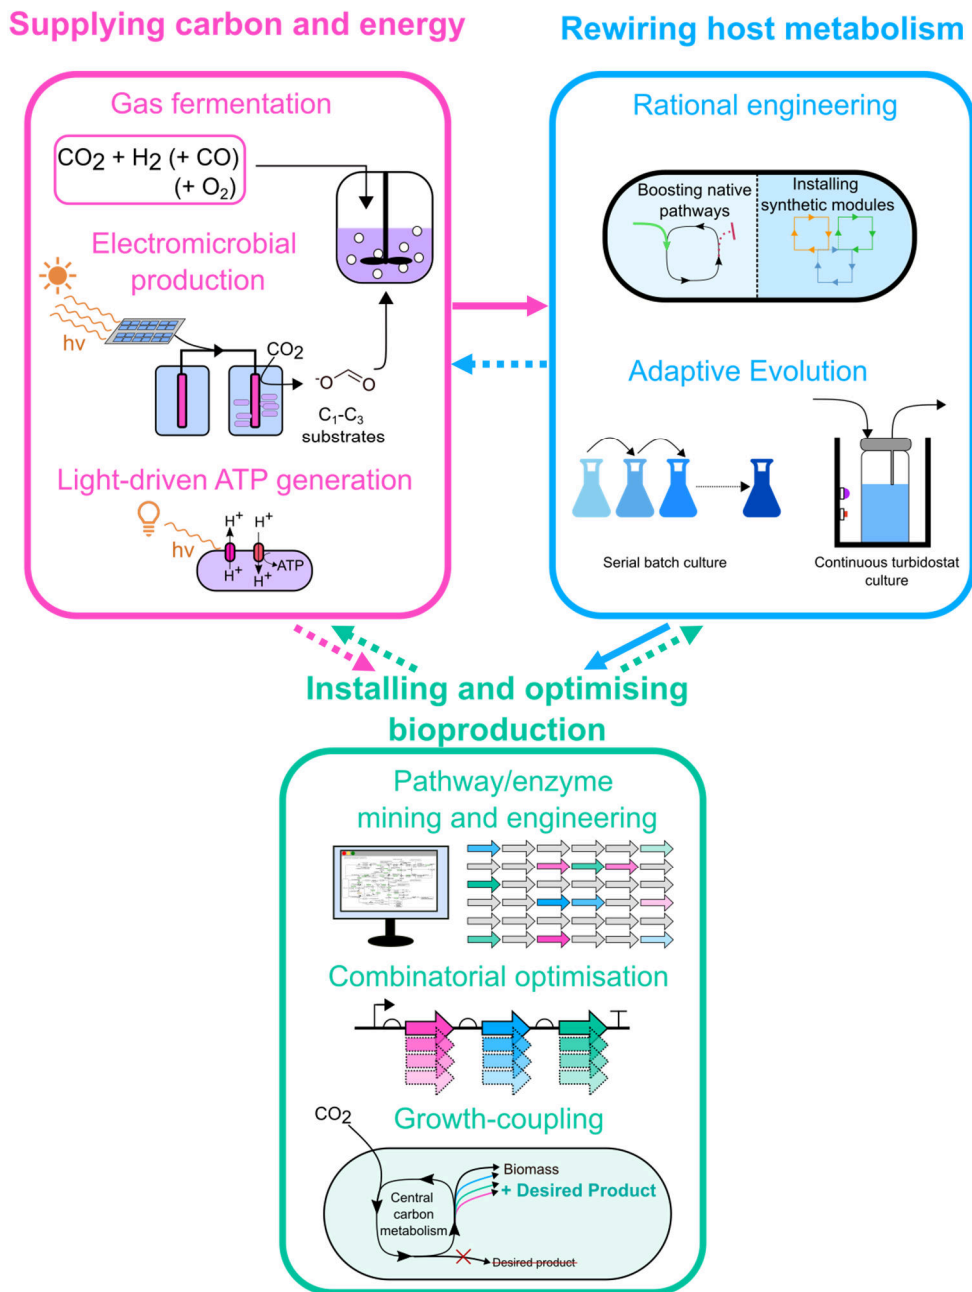 Supplying carbon and energy
Gas fermentation
CO2 + H2 (+ CO)
(+ O2)
Electromicrobial
production
hv
CO2
-O
O
C1-C3
substrates
Light-driven ATP generation
hv
H+
H+
H+
H+
ATP
Rewiring host metabolism
Rational engineering
Boosting native
pathways
Installing
synthetic modules
Adaptive Evolution
Serial batch culture
Continuous turbidostat
culture
Installing and optimising
bioproduction
Pathway/enzyme
mining and engineering
Combinatorial optimisation
Growth-coupling
CO2
Central
carbon
metabolism
Biomass
+ Desired Product
Desired product